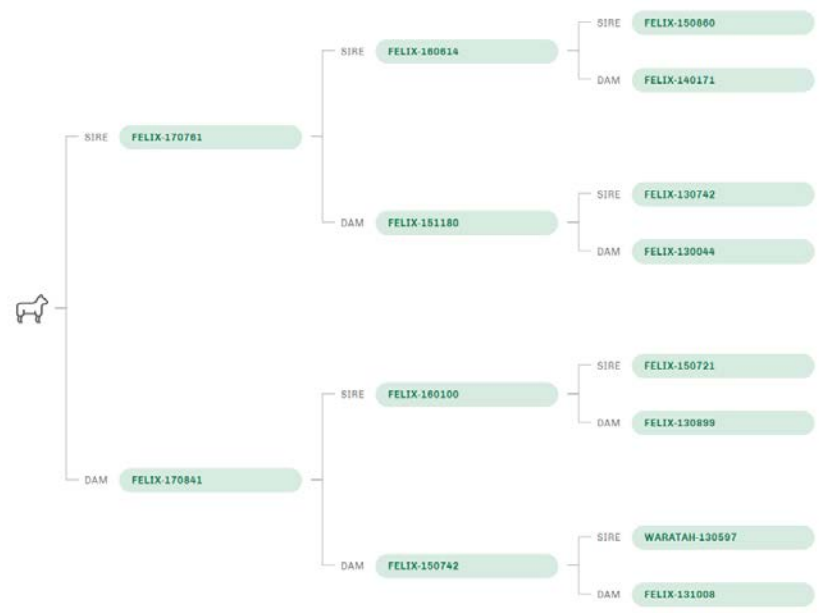 SIRE FELIX-150860
SIRE FELIX-160614
DAM FELIX-140171
SIRE FELIX-170761
SIRE FELIX-130742
DAM FELIX-151180
DAM FELIX-130044
SIRE FELIX-150721
SIRE FELIX-160100
DAM FELIX-130899
DAM FELIX-170841
SIRE WARATAH-130597
DAM FELIX-150742
DAM FELIX-131008